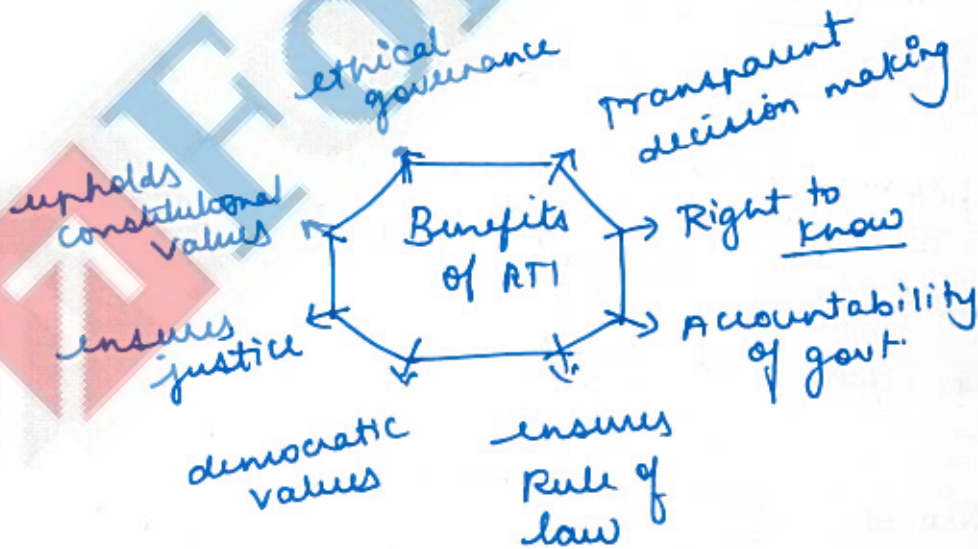 ethical
governance
Transparent
decision making
upholds
constitutional
values
Benefits
of RTI
Right to
know
ensures
justice
Accountability
of govt.
democratic
values
ensures
Rule of
law